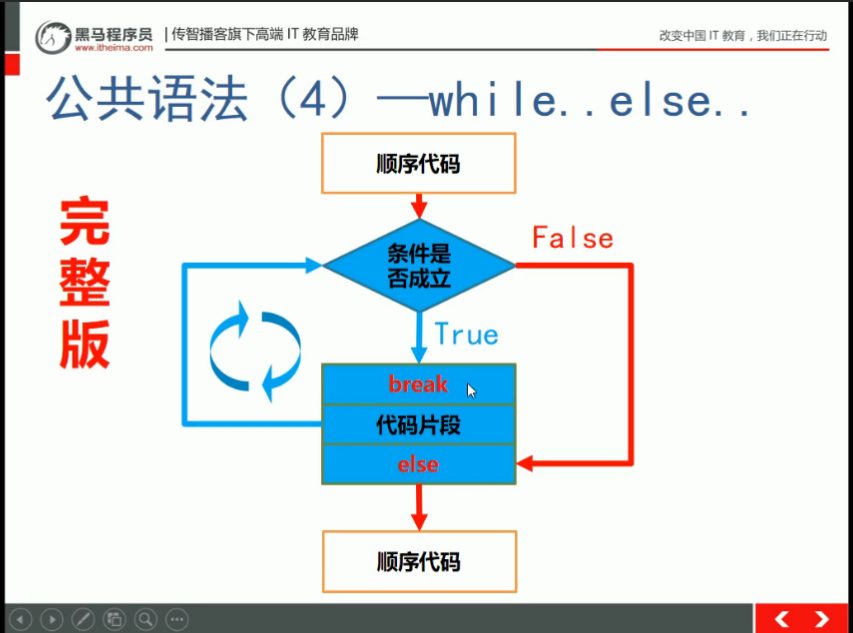 黑马程序员
www.itheima.com
传智播客旗下高端 IT 教育品牌
改变中国 IT 教育，我们正在行动
公共语法（4）—while..else..
完整版
顺序代码
条件是
否成立
False
True
break
代码片段
else
顺序代码